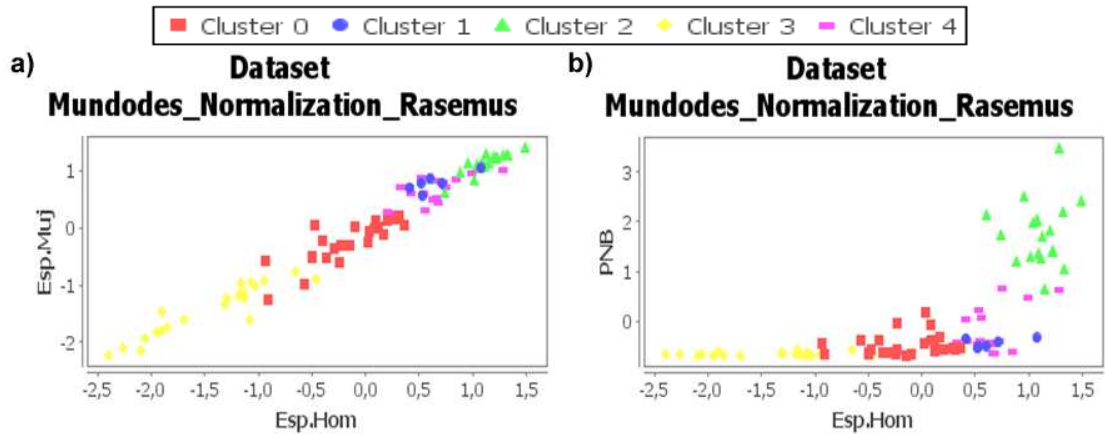 Cluster 0 Cluster 1 Cluster 2 Cluster 3 Cluster 4
a)
Dataset
Mundodes_Normalization_Rasemus
Esp.Muj
1
0
-1
-2
-2,5 -2,0 -1,5 -1,0 -0,5 0,0 0,5 1,0 1,5
Esp.Hom
b)
Dataset
Mundodes_Normalization_Rasemus
PNB
3
2
1
0
-2,5 -2,0 -1,5 -1,0 -0,5 0,0 0,5 1,0 1,5
Esp.Hom